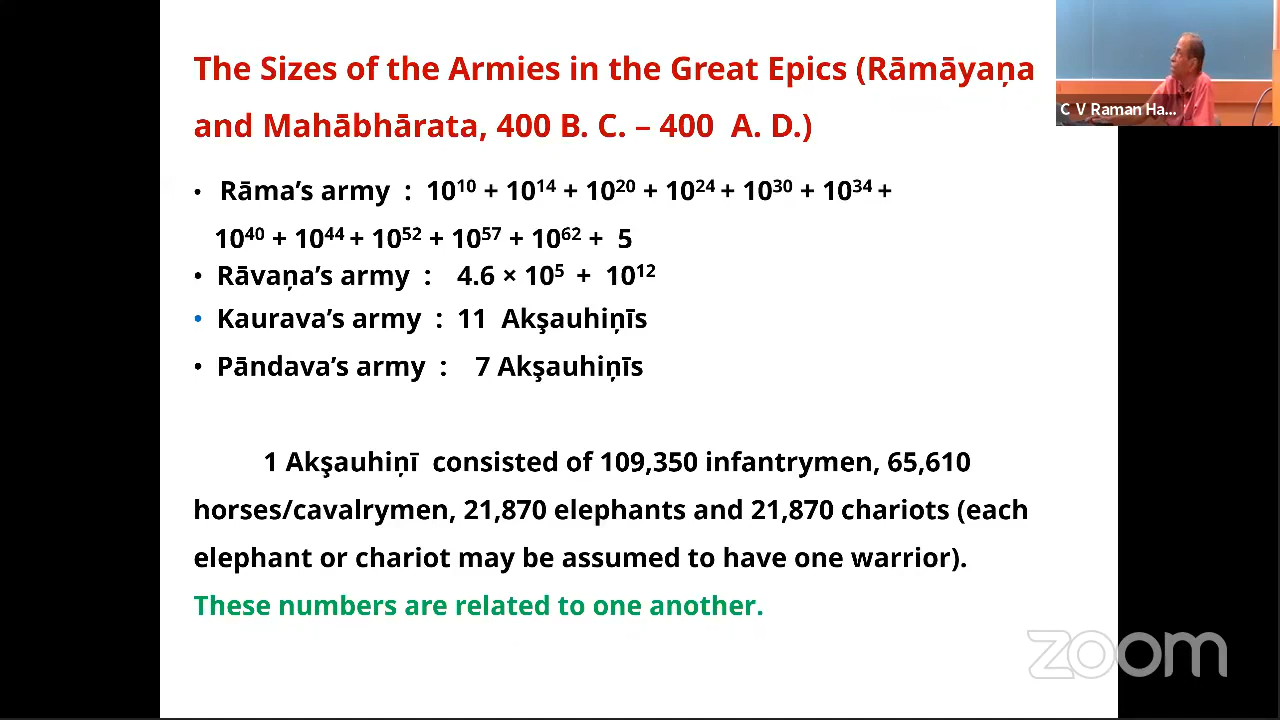 The Sizes of the Armies in the Great Epics (Rāmāyaṇa
and Mahābhārata, 400 B. C. – 400 A. D.)
• Rāma’s army : 10¹⁰ + 10¹⁴ + 10²⁰ + 10²⁴ + 10³⁰ + 10³⁴ +
10⁴⁰ + 10⁴⁴ + 10⁵² + 10⁵⁷ + 10⁶² + 5
• Rāvaṇa’s army : 4.6 × 10⁵ + 10¹²
• Kaurava’s army : 11 Akşauhiṇīs
• Pāndava’s army : 7 Akşauhiṇīs
1 Akşauhiṇī consisted of 109,350 infantrymen, 65,610
horses/cavalrymen, 21,870 elephants and 21,870 chariots (each
elephant or chariot may be assumed to have one warrior).
These numbers are related to one another.
C V Raman Ha...
zoom